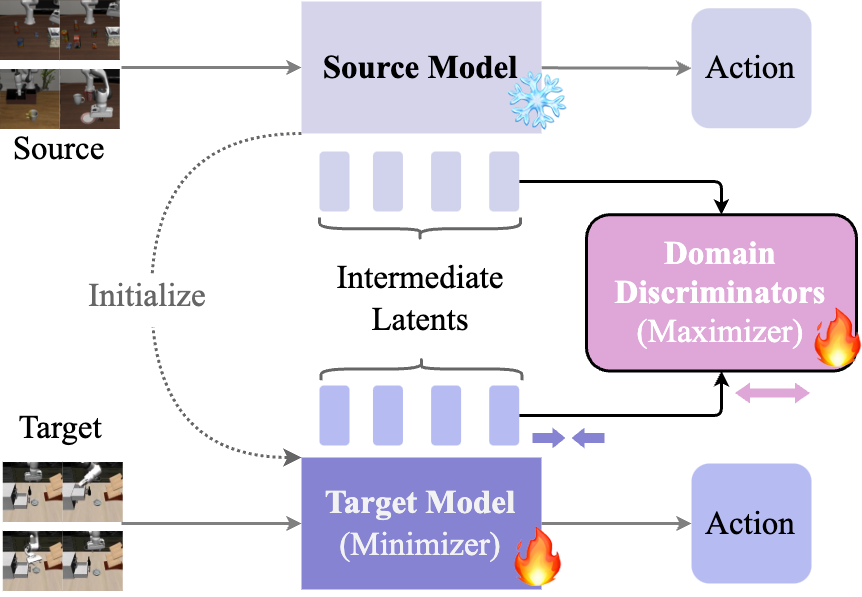 Source Model
Action
Source
Intermediate
Latents
Initialize
Domain
Discriminators
(Maximizer)
Target
Target Model
(Minimizer)
Action